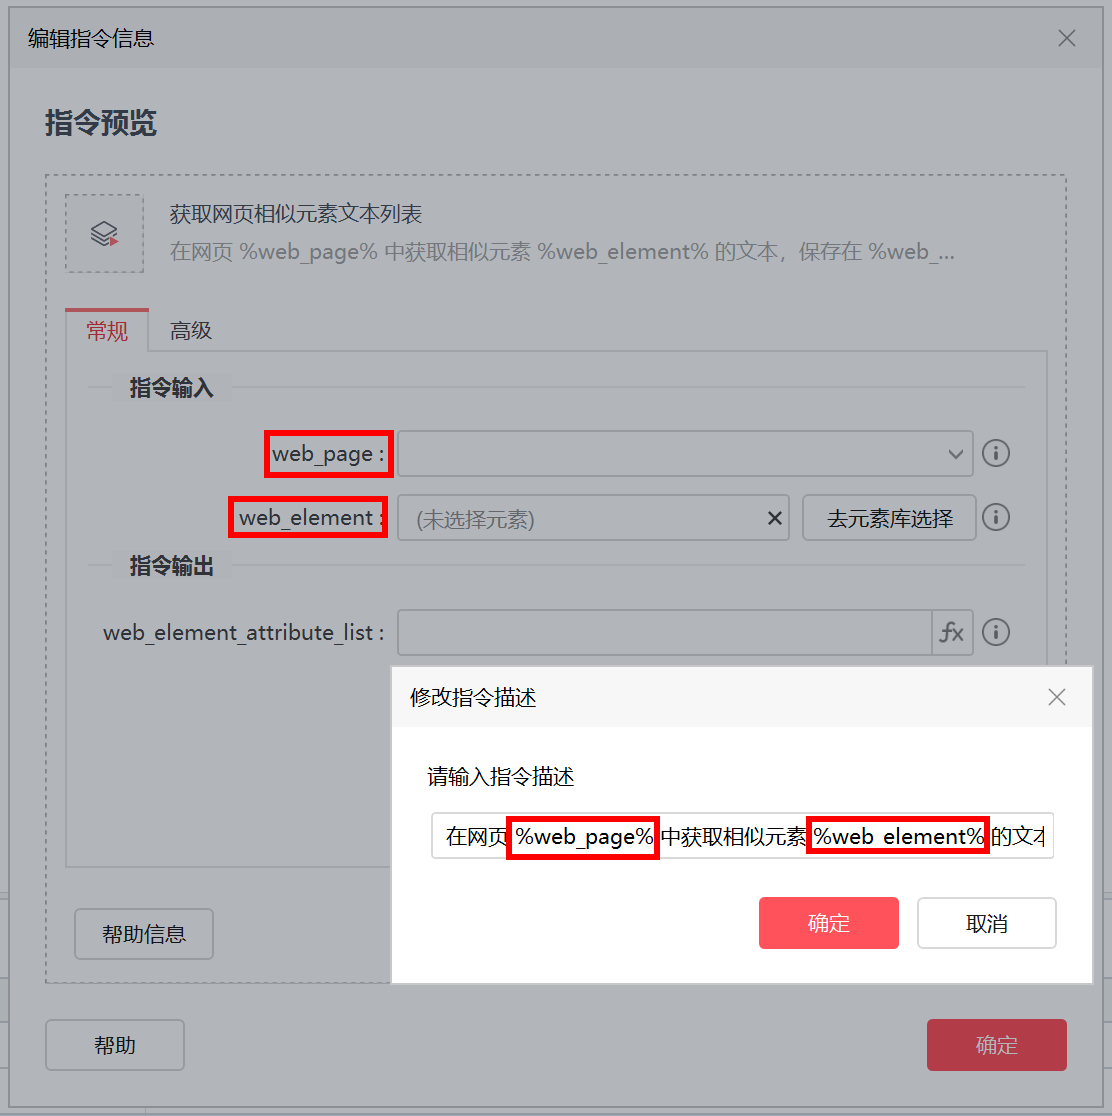 编辑指令信息
指令预览
获取网页相似元素文本列表
在网页 %web_page% 中获取相似元素 %web_element% 的文本，保存在 %web_...
常规 高级
指令输入
web_page :
web_element : (未选择元素) 去元素库选择
指令输出
web_element_attribute_list : fx
修改指令描述
请输入指令描述
在网页 %web_page% 中获取相似元素 %web_element% 的文本
确定 取消
帮助信息
帮助 确定